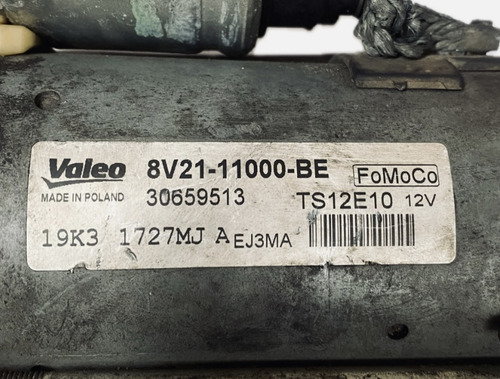 Valeo 8V21-11000-BE FoMoCo
MADE IN POLAND 30659513 TS12E10 12V
19K3 1727MJ A EJ3MA